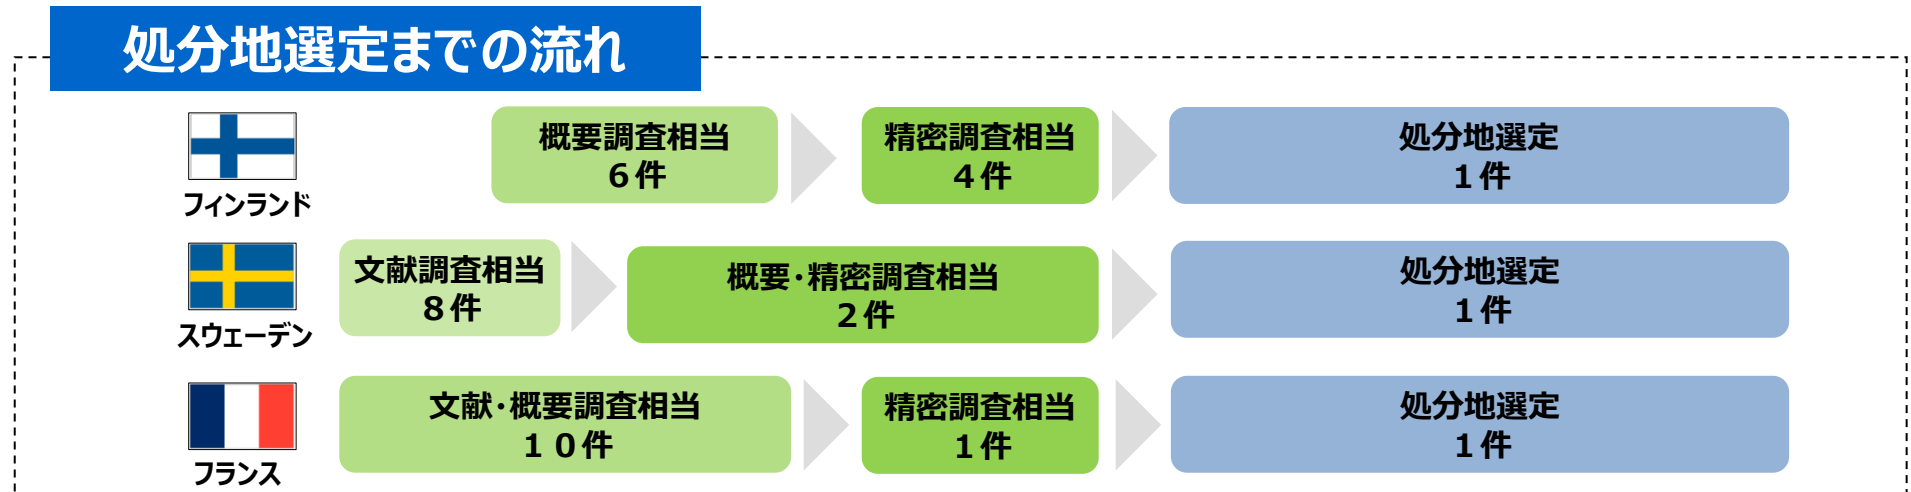 処分地選定までの流れ
フィンランド
概要調査相当
６件
精密調査相当
４件
処分地選定
１件
スウェーデン
文献調査相当
８件
概要・精密調査相当
２件
処分地選定
１件
フランス
文献・概要調査相当
１０件
精密調査相当
１件
処分地選定
１件